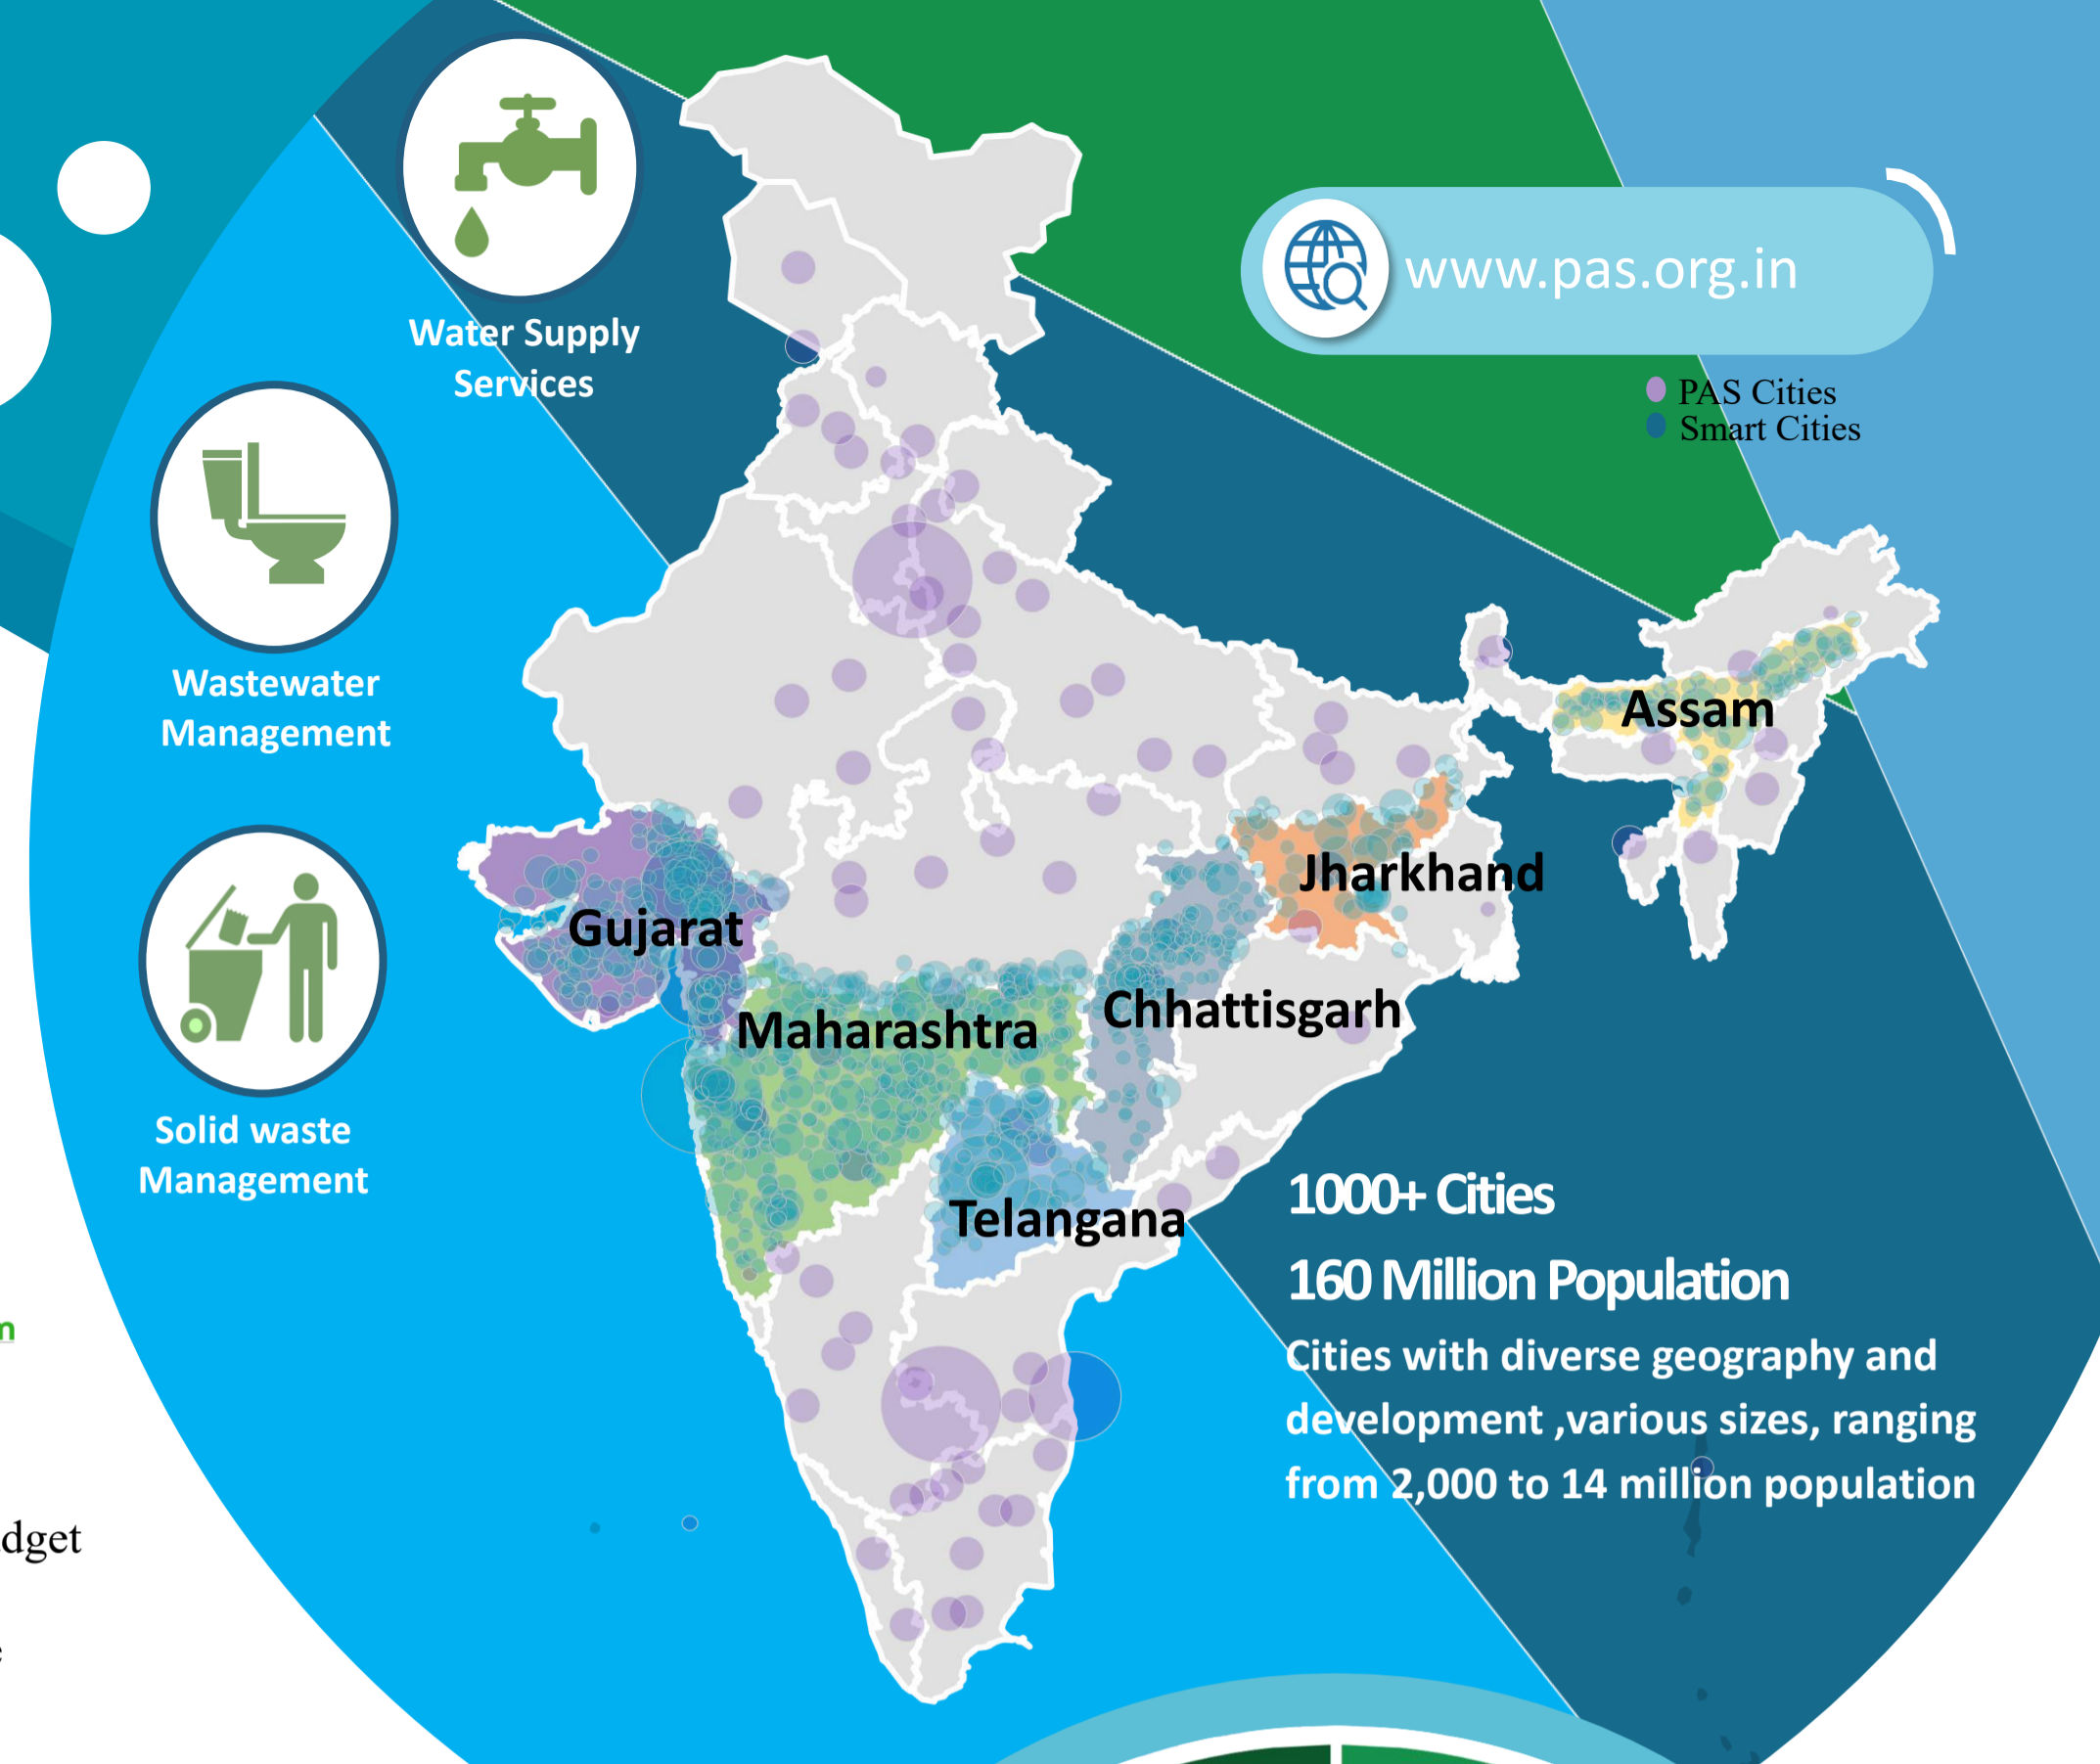 Water Supply
Services
www.pas.org.in
PAS Cities
Smart Cities
Wastewater
Management
Assam
Jharkhand
Gujarat
Chhattisgarh
Maharashtra
Solid waste
Management
Telangana
1000+ Cities
160 Million Population
Cities with diverse geography and
development ,various sizes, ranging
from 2,000 to 14 million population
dget